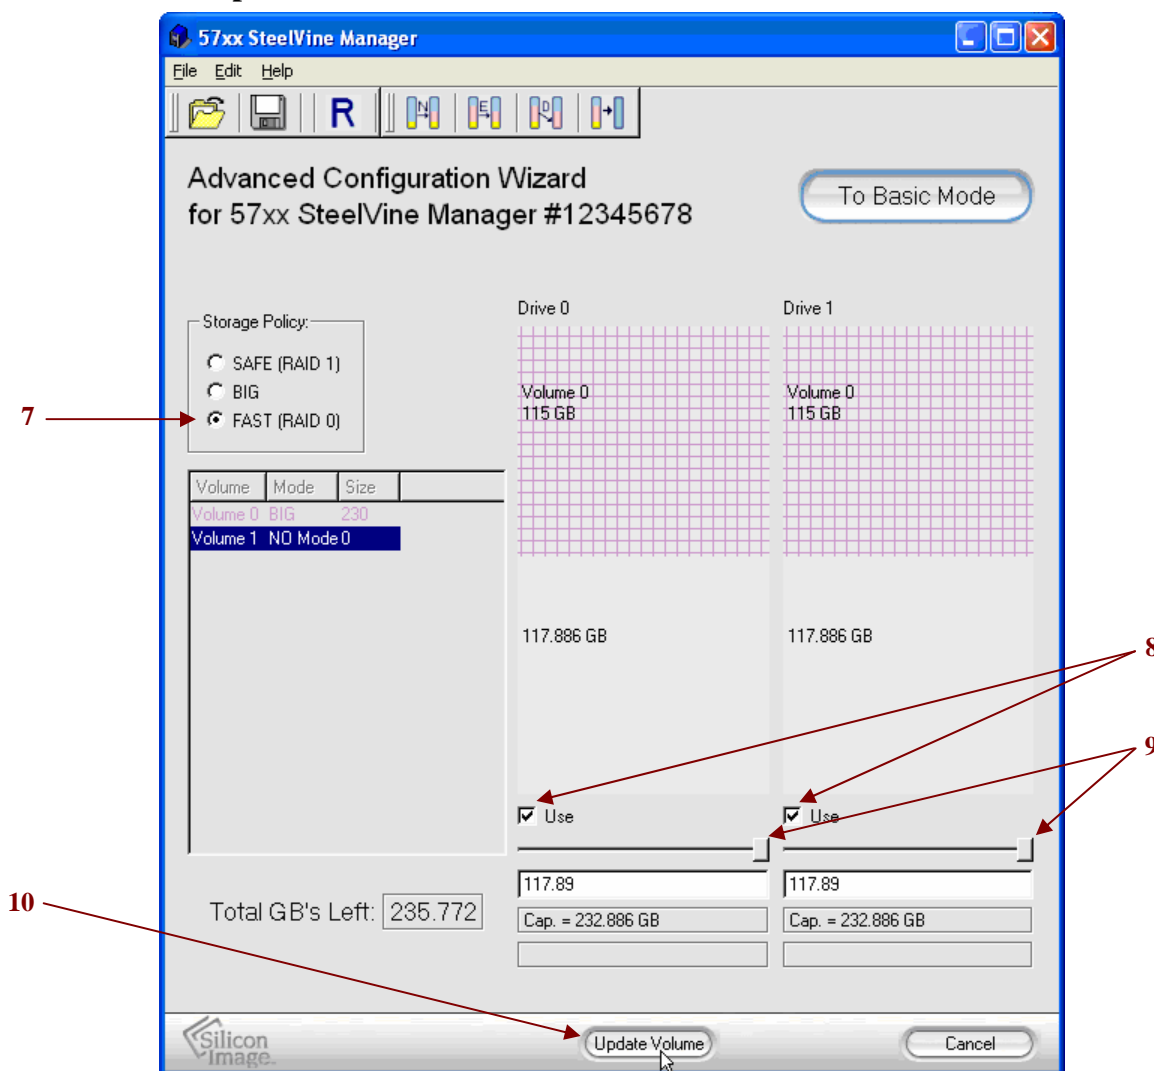 57xx SteelVine Manager
File Edit Help
R N E D
Advanced Configuration Wizard
for 57xx SteelVine Manager #12345678
To Basic Mode
Storage Policy:
SAFE (RAID 1)
BIG
FAST (RAID 0)
7
Volume Mode Size
Volume 0 BIG 230
Volume 1 NO Mode 0
Drive 0
Volume 0
115 GB
117.886 GB
Use
117.89
Cap. = 232.886 GB
Drive 1
Volume 0
115 GB
117.886 GB
Use
117.89
Cap. = 232.886 GB
8
9
10
Total GB's Left: 235.772
Silicon
Image
Update Volume
Cancel